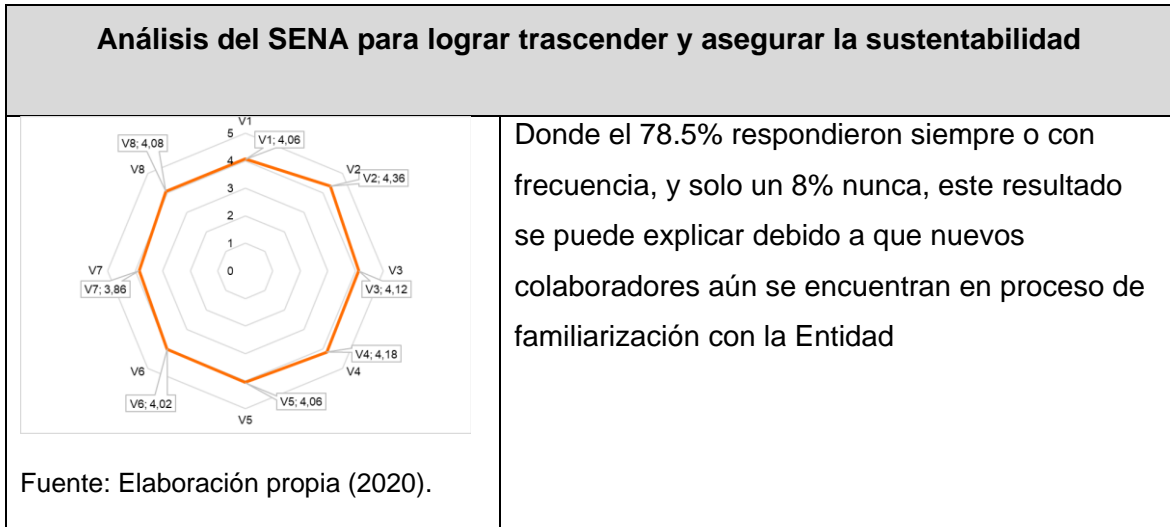 Análisis del SENA para lograr trascender y asegurar la sustentabilidad
V1
5
V8; 4,08
V1; 4,06
4
V8
V2
V2; 4,36
3
2
1
V7
0
V3
V7; 3,86
V3; 4,12
V4; 4,18
V6
V4
V6; 4,02
V5; 4,06
V5
Fuente: Elaboración propia (2020).
Donde el 78.5% respondieron siempre o con
frecuencia, y solo un 8% nunca, este resultado
se puede explicar debido a que nuevos
colaboradores aún se encuentran en proceso de
familiarización con la Entidad